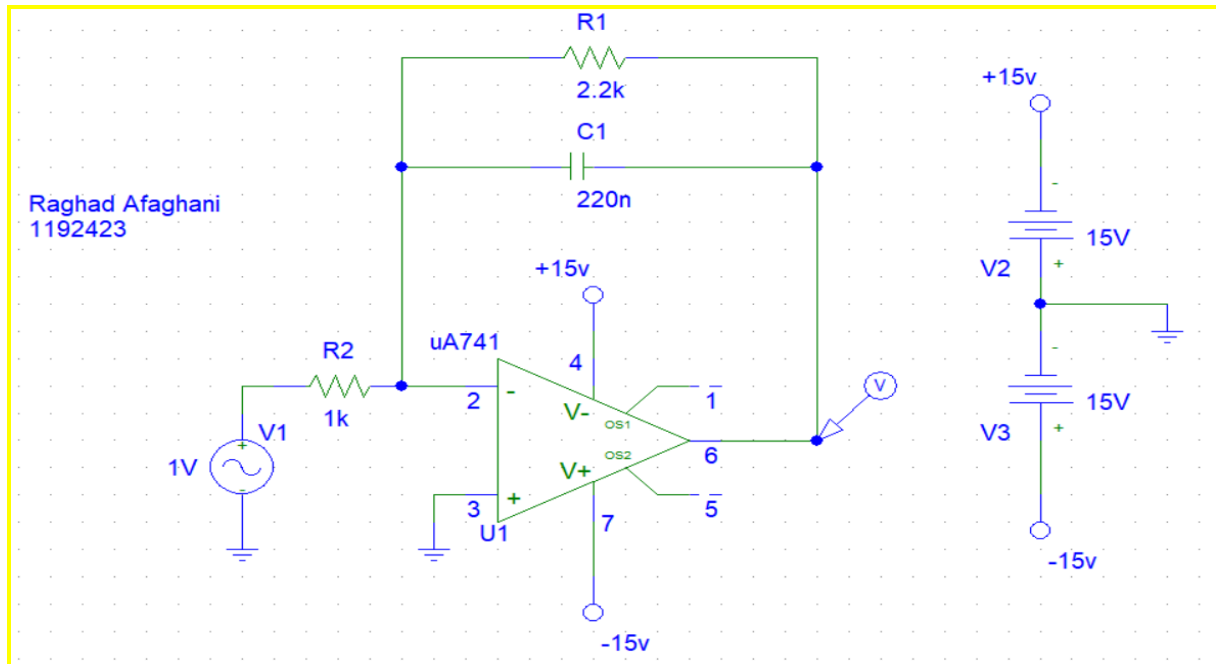 R1
2.2k
C1
220n
Raghad Afaghani
1192423
+15v
-
15V
V2
+
-
15V
V3
+
-15v
+15v
uA741
4
R2
1k
2
-
V-
OS1
1
V1
+
1V
-
OS2
6
V+
3
+
5
U1
7
-15v
V